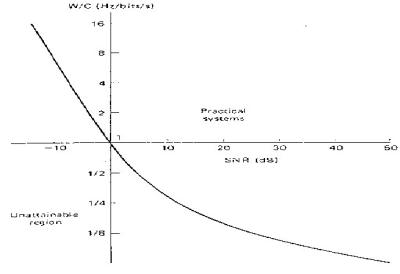 W/C (Hz/bits/s)
16
8
4
2
Practical
systems
1
−10 10 20 30 40 50
SNR (dB)
1/2
1/4
Unattainable
region
1/8